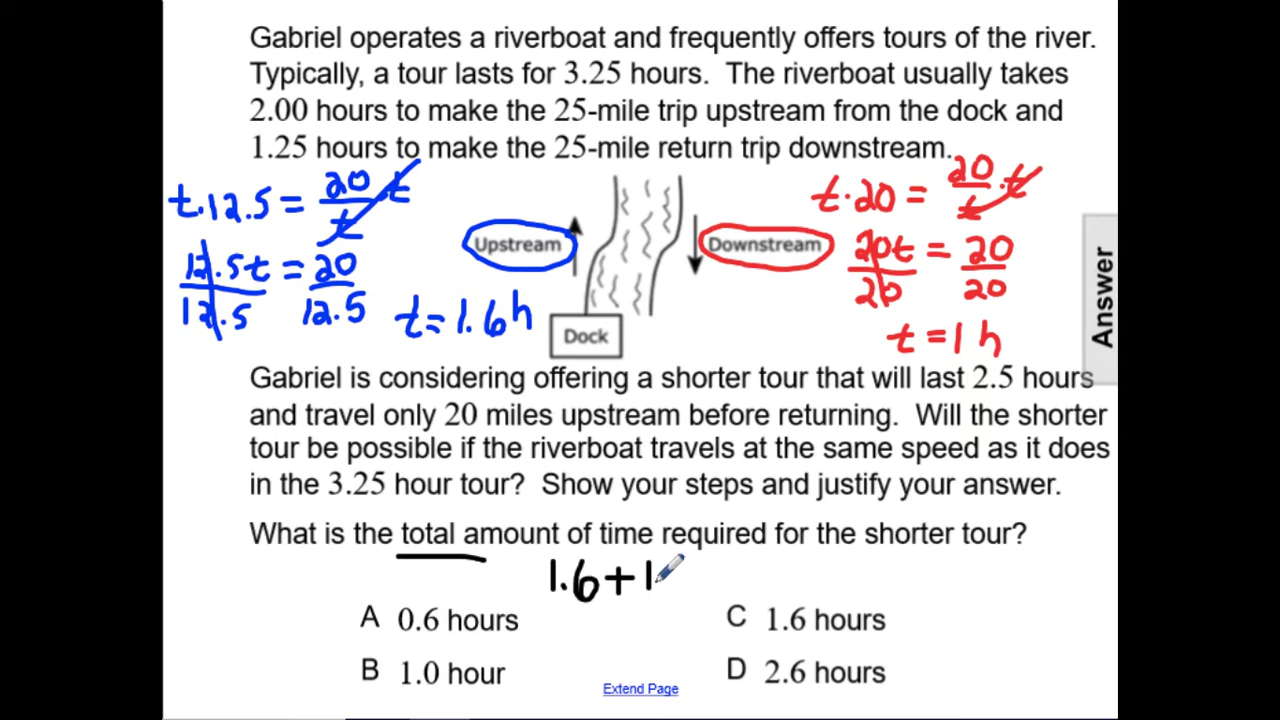 Gabriel operates a riverboat and frequently offers tours of the river.
Typically, a tour lasts for 3.25 hours. The riverboat usually takes
2.00 hours to make the 25-mile trip upstream from the dock and
1.25 hours to make the 25-mile return trip downstream.
t·12.5 = 20/t · t
12.5t/12.5 = 20/12.5
t = 1.6 h
Upstream
Downstream
Dock
t·20 = 20/t · t
20t/20 = 20/20
t = 1 h
Answer
Gabriel is considering offering a shorter tour that will last 2.5 hours
and travel only 20 miles upstream before returning. Will the shorter
tour be possible if the riverboat travels at the same speed as it does
in the 3.25 hour tour? Show your steps and justify your answer.
What is the total amount of time required for the shorter tour?
1.6+1
A 0.6 hours
B 1.0 hour
C 1.6 hours
D 2.6 hours
Extend Page